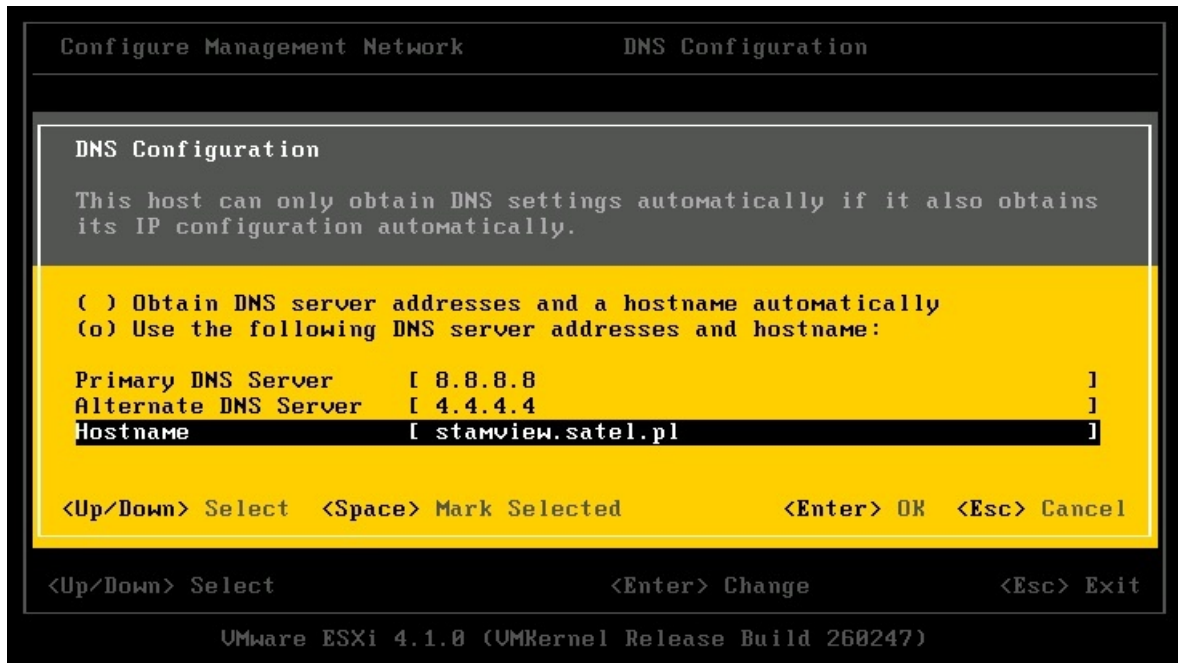 Configure Management Network DNS Configuration
DNS Configuration
This host can only obtain DNS settings automatically if it also obtains
its IP configuration automatically.
( ) Obtain DNS server addresses and a hostname automatically
(o) Use the following DNS server addresses and hostname:
Primary DNS Server [ 8.8.8.8 ]
Alternate DNS Server [ 4.4.4.4 ]
Hostname [ stamview.satel.pl ]
<Up/Down> Select <Space> Mark Selected <Enter> OK <Esc> Cancel
<Up/Down> Select <Enter> Change <Esc> Exit
VMware ESXi 4.1.0 (VMKernel Release Build 260247)